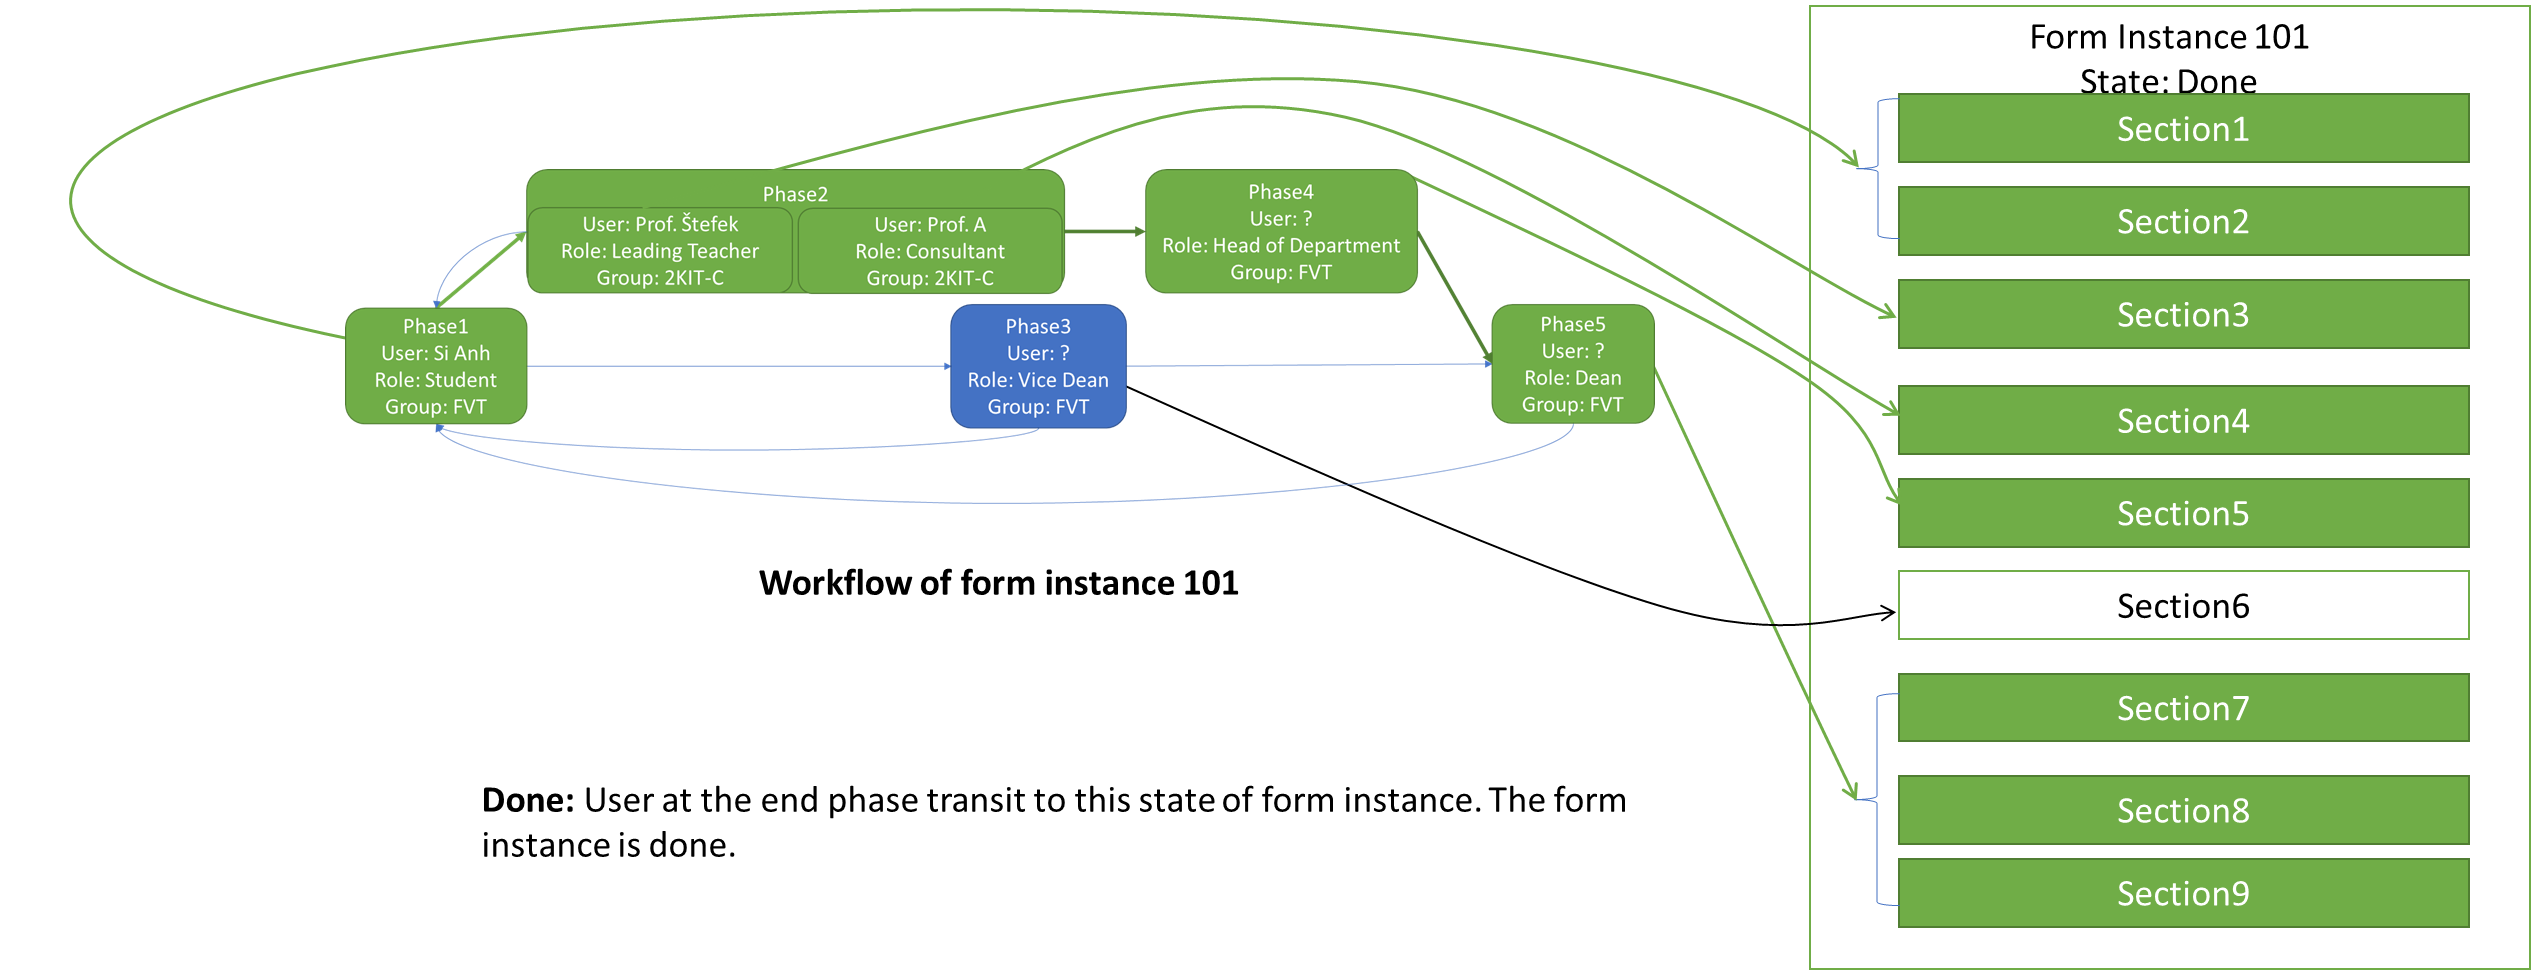 Form Instance 101
State: Done
Section1
Section2
Section3
Section4
Section5
Section6
Section7
Section8
Section9
Phase2
User: Prof. Štefek
Role: Leading Teacher
Group: 2KIT-C
User: Prof. A
Role: Consultant
Group: 2KIT-C
Phase4
User: ?
Role: Head of Department
Group: FVT
Phase1
User: Si Anh
Role: Student
Group: FVT
Phase3
User: ?
Role: Vice Dean
Group: FVT
Phase5
User: ?
Role: Dean
Group: FVT
Workflow of form instance 101
Done: User at the end phase transit to this state of form instance. The form
instance is done.